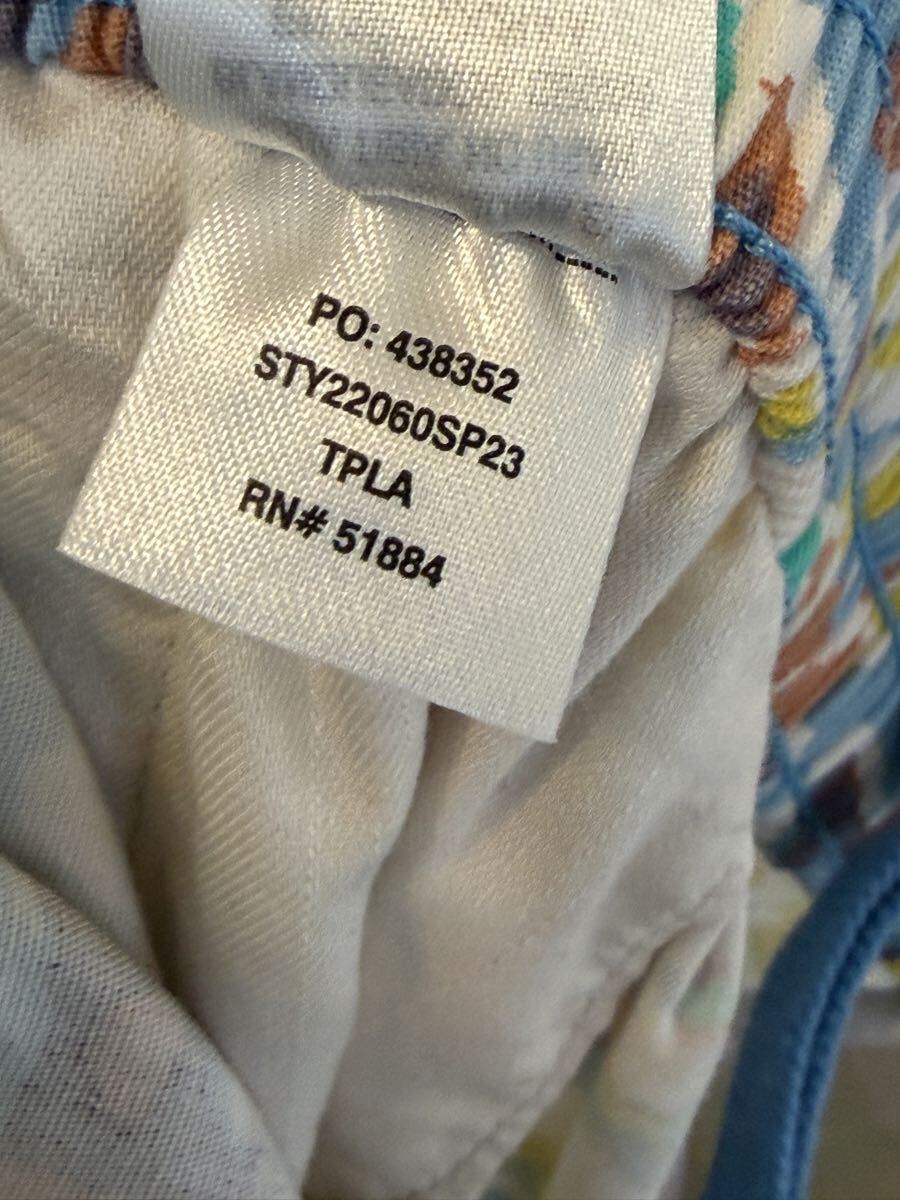 PO: 438352
STY22060SP23
TPLA
RN# 51884